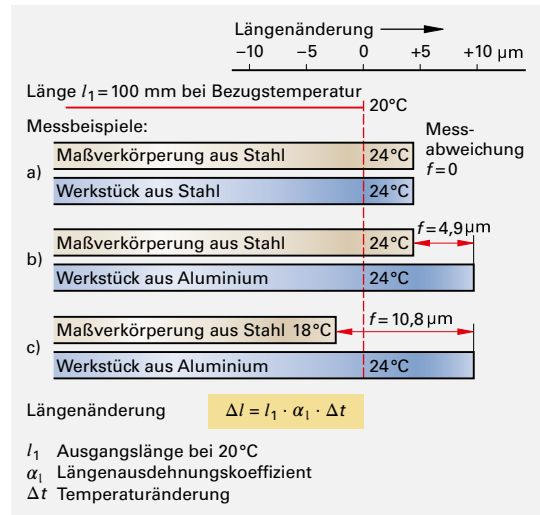 Längenänderung
–10 –5 0 +5 +10 µm
Länge l₁ = 100 mm bei Bezugstemperatur
20°C
Messbeispiele:
Mess-
abweichung
f = 0
a)
Maßverkörperung aus Stahl 24°C
Werkstück aus Stahl 24°C
b)
Maßverkörperung aus Stahl 24°C
f = 4,9 µm
Werkstück aus Aluminium 24°C
c)
Maßverkörperung aus Stahl 18°C
f = 10,8 µm
Werkstück aus Aluminium 24°C
Längenänderung Δl = l₁ · α₁ · Δt
l₁ Ausgangslänge bei 20°C
α₁ Längenausdehnungskoeffizient
Δt Temperaturänderung